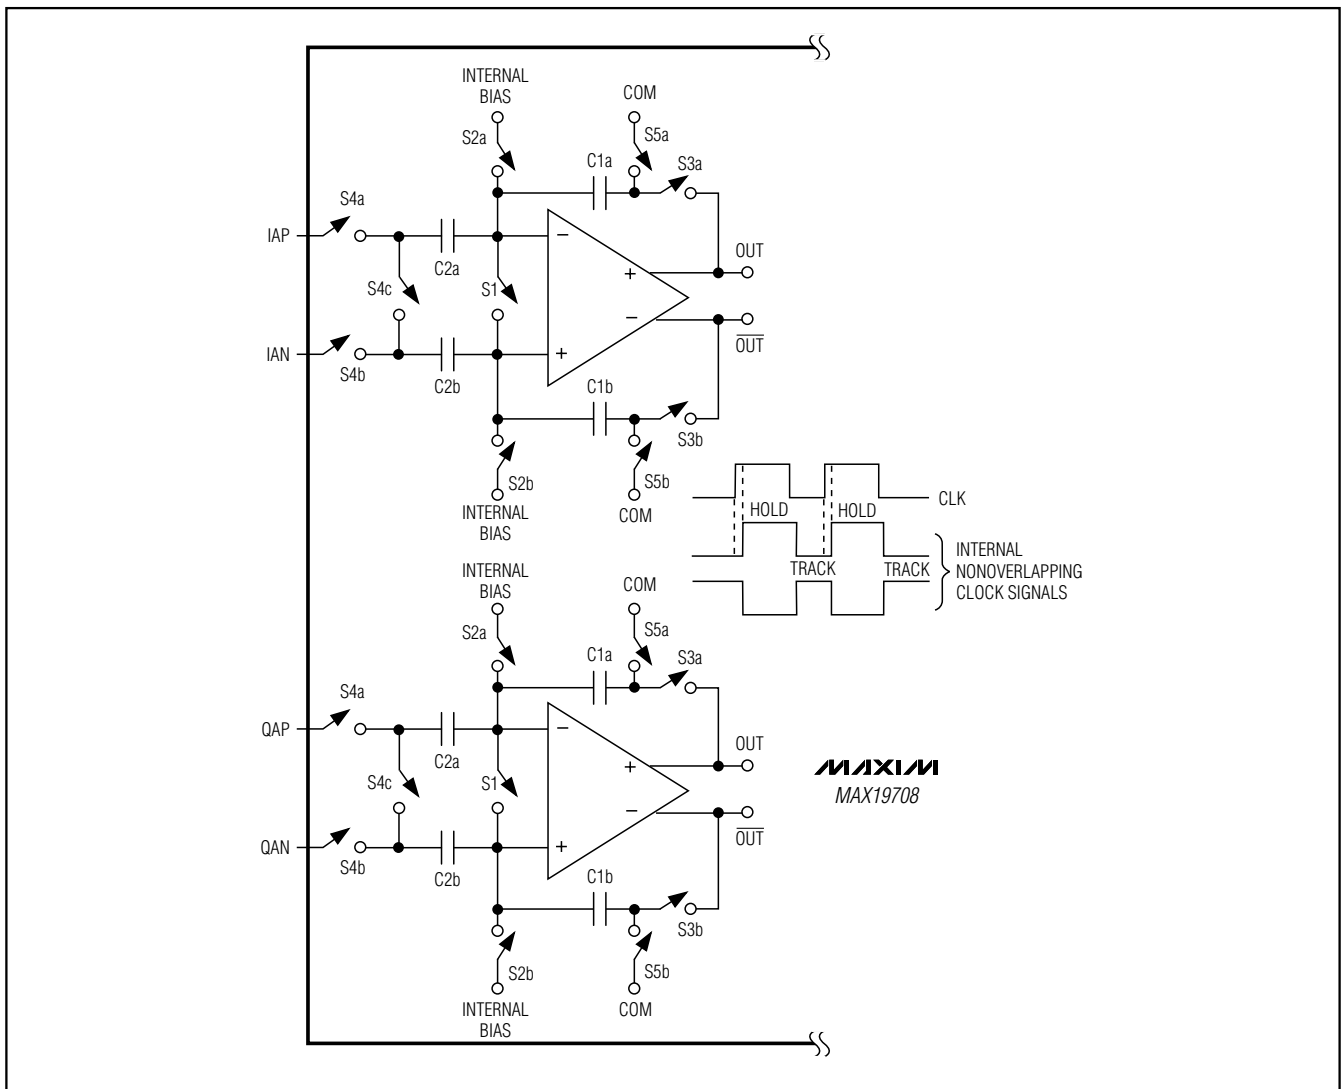 INTERNAL
BIAS
COM
S2a
S5a
C1a
S3a
S4a
IAP
OUT
C2a
S4c
S1
−
+
+
−
IAN
OUT
S4b
C2b
C1b
S3b
S2b
S5b
INTERNAL
BIAS
COM
CLK
HOLD
HOLD
TRACK
TRACK
INTERNAL
NONOVERLAPPING
CLOCK SIGNALS
INTERNAL
BIAS
COM
S2a
S5a
C1a
S3a
S4a
QAP
OUT
C2a
S4c
S1
−
+
+
−
QAN
OUT
S4b
C2b
C1b
S3b
S2b
S5b
INTERNAL
BIAS
COM
MAXIM
MAX19708